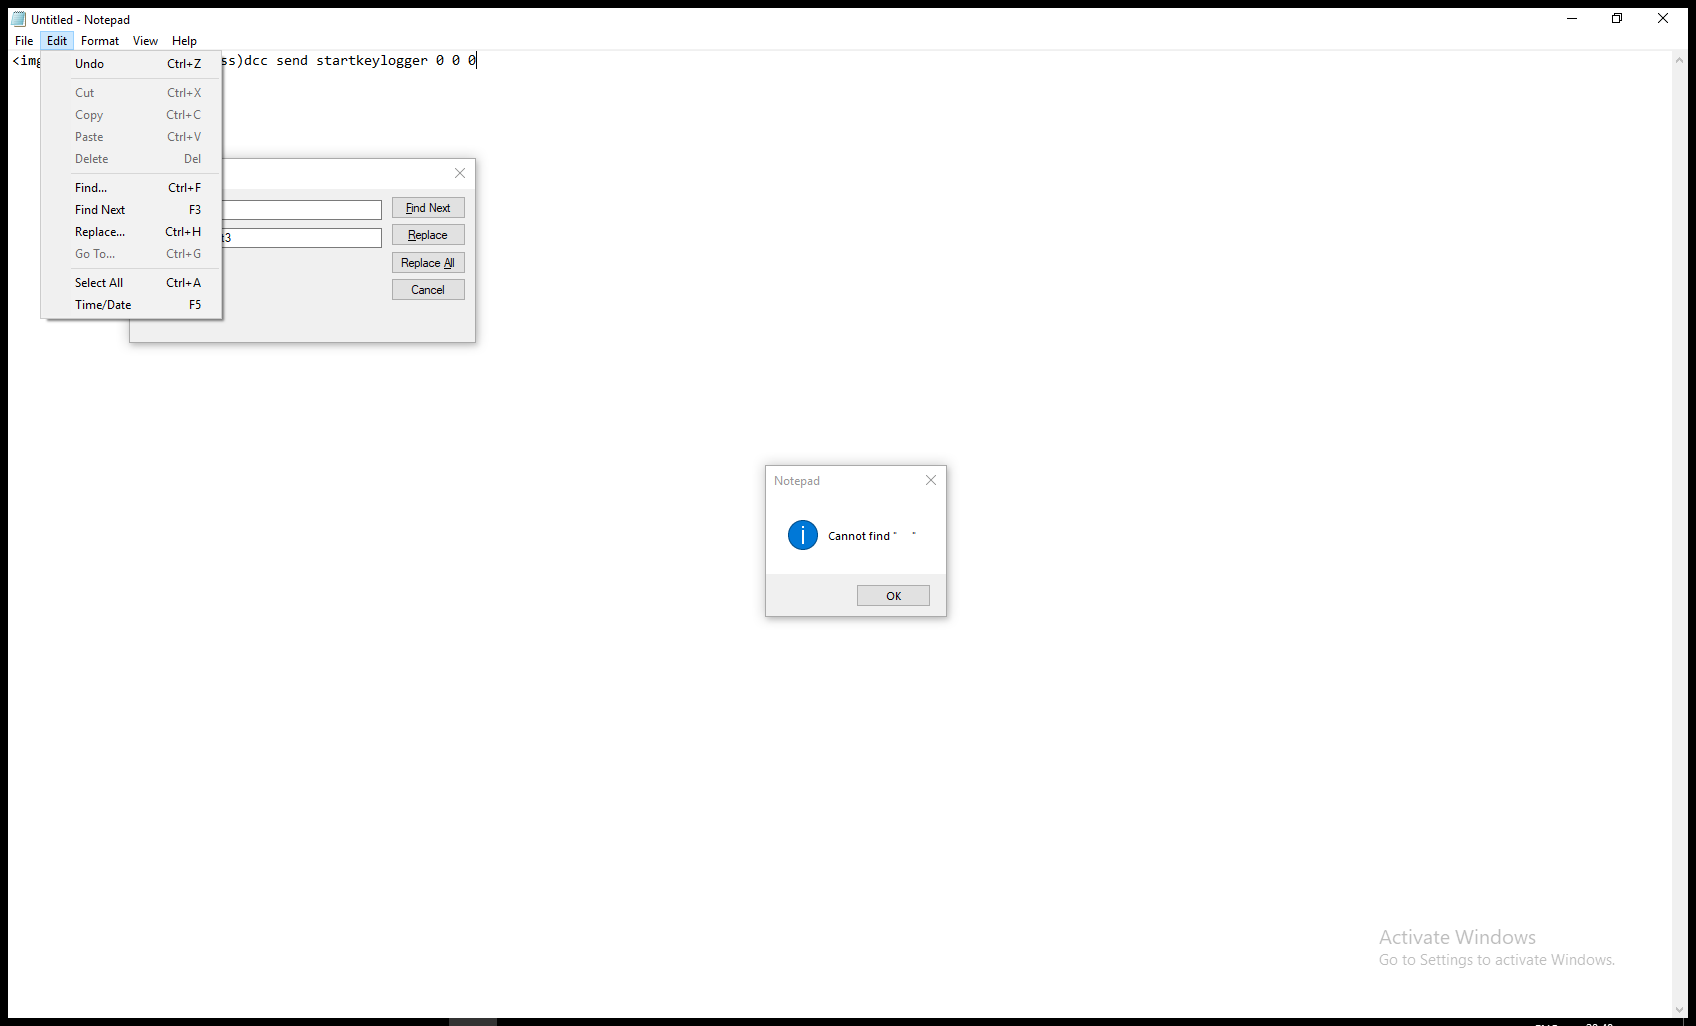 Untitled - Notepad
File Edit Format View Help
ss)dcc send startkeylogger 0 0 0
Undo Ctrl+Z
Cut Ctrl+X
Copy Ctrl+C
Paste Ctrl+V
Delete Del
Find... Ctrl+F
Find Next F3
Replace... Ctrl+H
Go To... Ctrl+G
Select All Ctrl+A
Time/Date F5
Find Next
Replace
Replace All
Cancel
Notepad
Cannot find " "
OK
Activate Windows
Go to Settings to activate Windows.